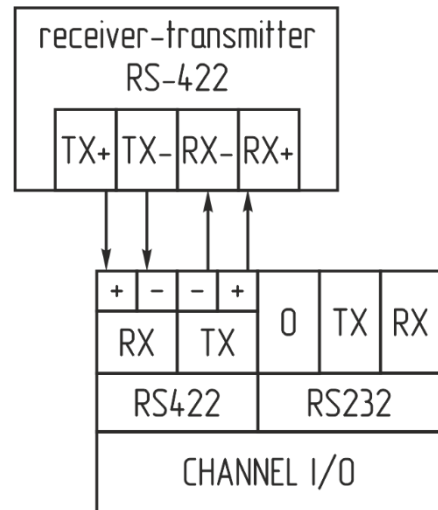 receiver-transmitter
RS-422
TX+ TX- RX- RX+
+ - - +
RX TX 0 TX RX
RS422 RS232
CHANNEL I/O